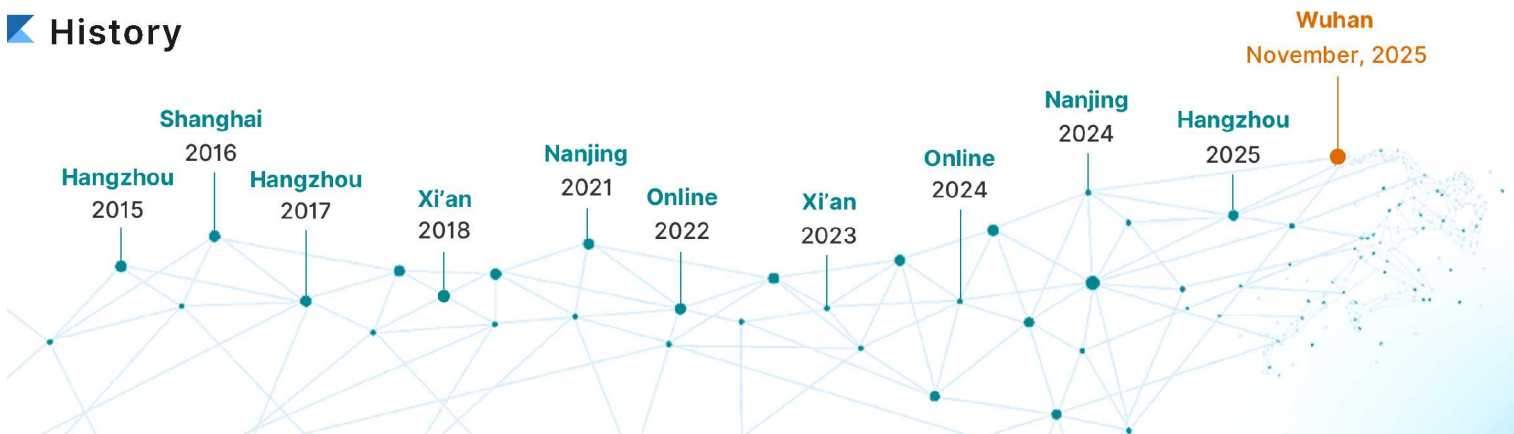 History
Hangzhou
2015
Shanghai
2016
Hangzhou
2017
Xi’an
2018
Nanjing
2021
Online
2022
Xi’an
2023
Online
2024
Nanjing
2024
Hangzhou
2025
Wuhan
November, 2025